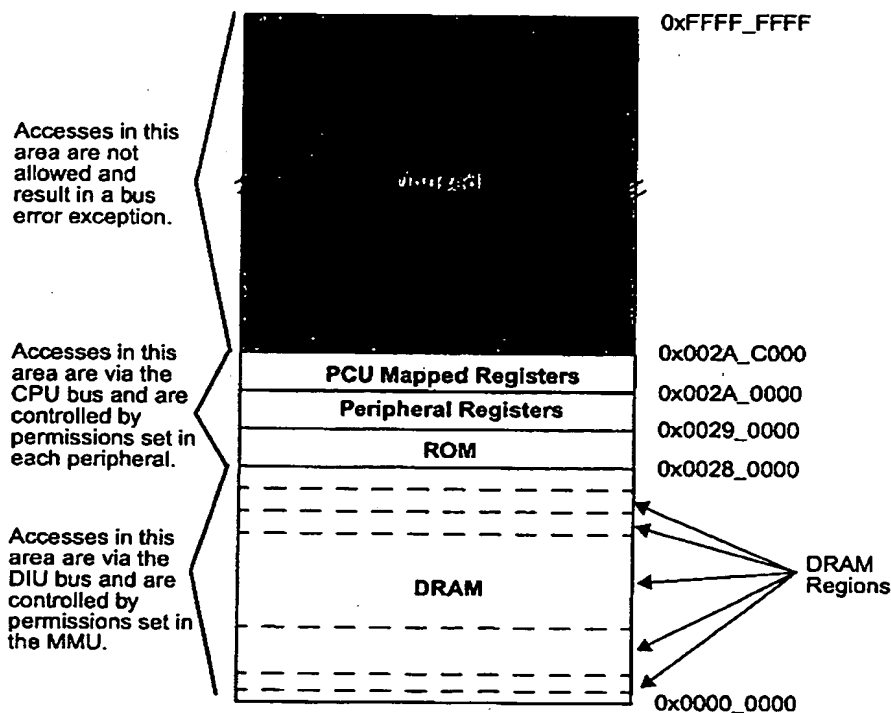 0xFFFF_FFFF
Accesses in this
area are not
allowed and
result in a bus
error exception.
0x002A_C000
PCU Mapped Registers
Accesses in this
area are via the
CPU bus and are
controlled by
permissions set in
each peripheral.
0x002A_0000
Peripheral Registers
0x0029_0000
ROM
0x0028_0000
Accesses in this
area are via the
DIU bus and are
controlled by
permissions set in
the MMU.
DRAM
DRAM
Regions
0x0000_0000